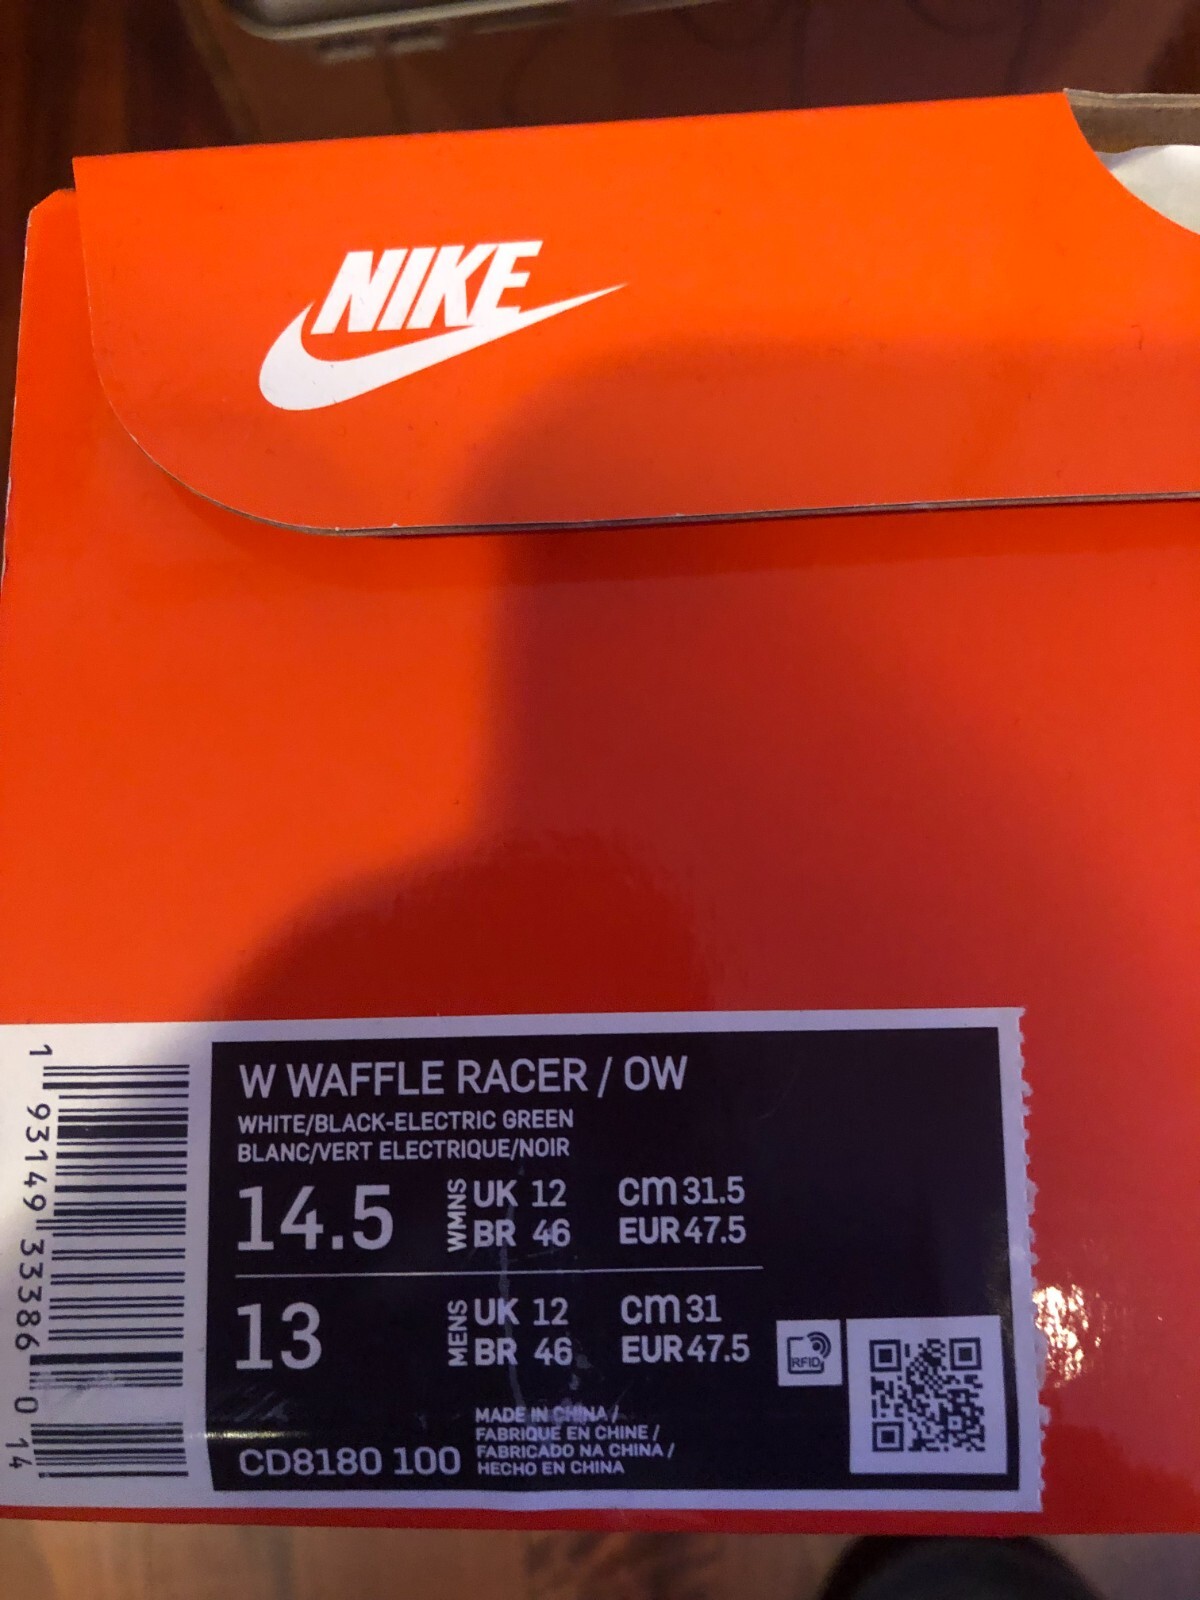 NIKE
W WAFFLE RACER / OW
WHITE/BLACK-ELECTRIC GREEN
BLANC/VERT ELECTRIQUE/NOIR
14.5 WMNS UK 12 cm 31.5
BR 46 EUR 47.5
13 MENS UK 12 cm 31
BR 46 EUR 47.5
RFID
MADE IN CHINA /
FABRIQUE EN CHINE /
FABRICADO NA CHINA /
HECHO EN CHINA
CD8180 100
1 93149 33386 0 14